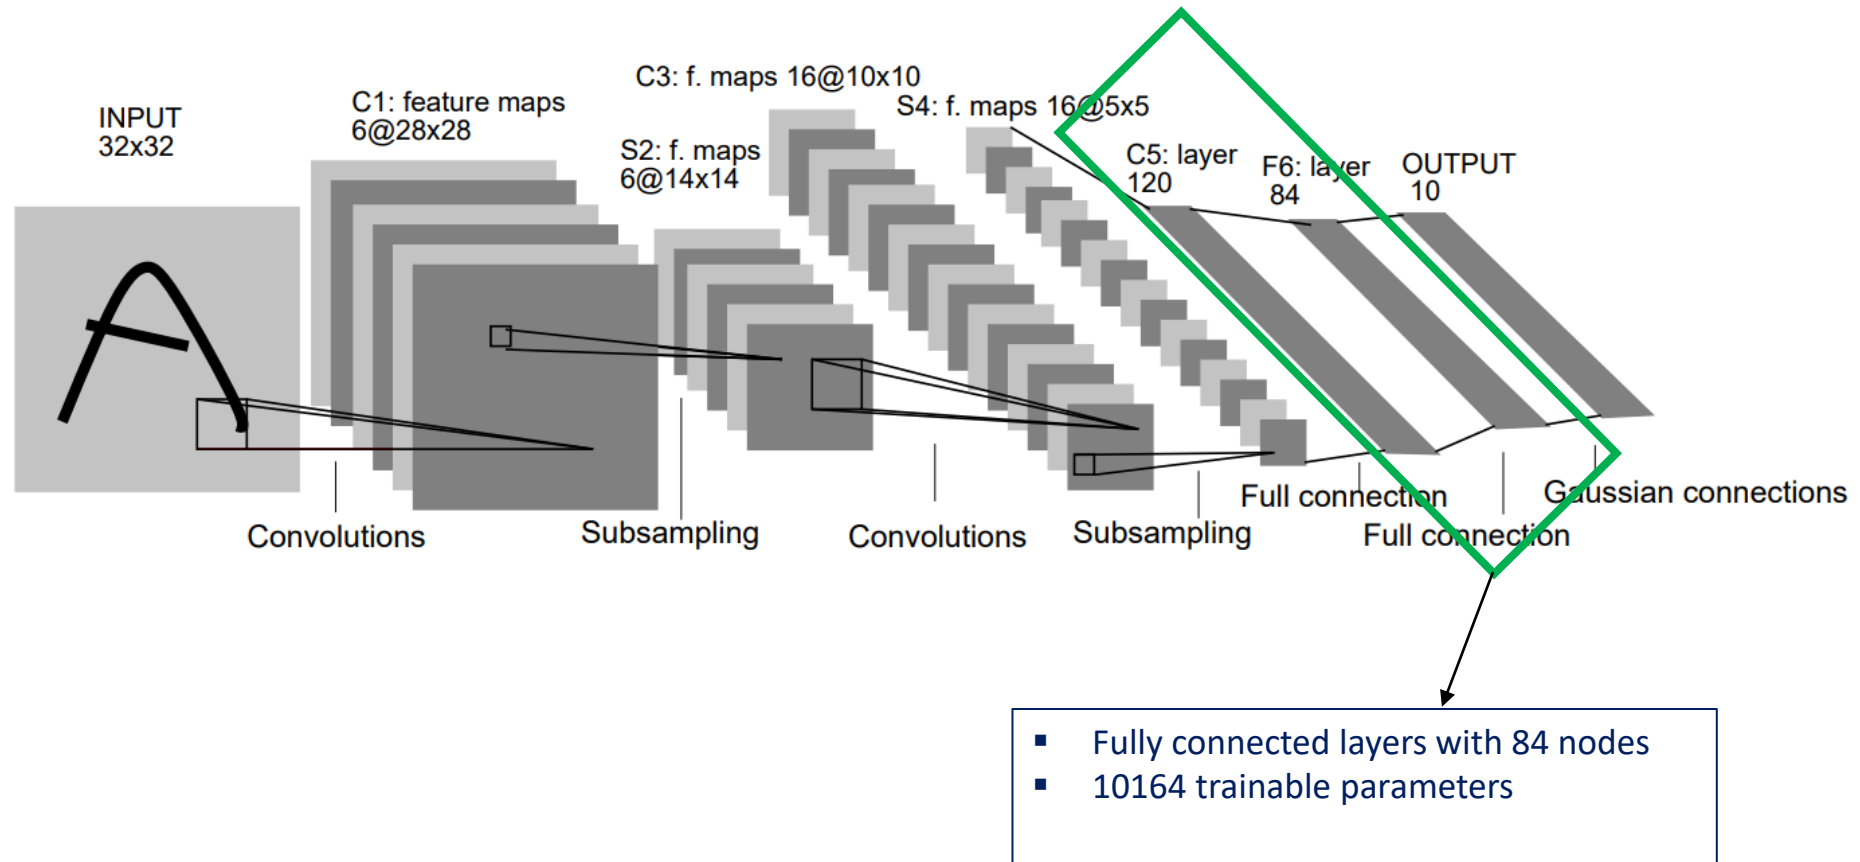 INPUT
32x32
C1: feature maps
6@28x28
S2: f. maps
6@14x14
C3: f. maps 16@10x10
S4: f. maps 16@5x5
C5: layer
120
F6: layer
84
OUTPUT
10
Convolutions
Subsampling
Convolutions
Subsampling
Full connection
Full connection
Gaussian connections
▪ Fully connected layers with 84 nodes
▪ 10164 trainable parameters